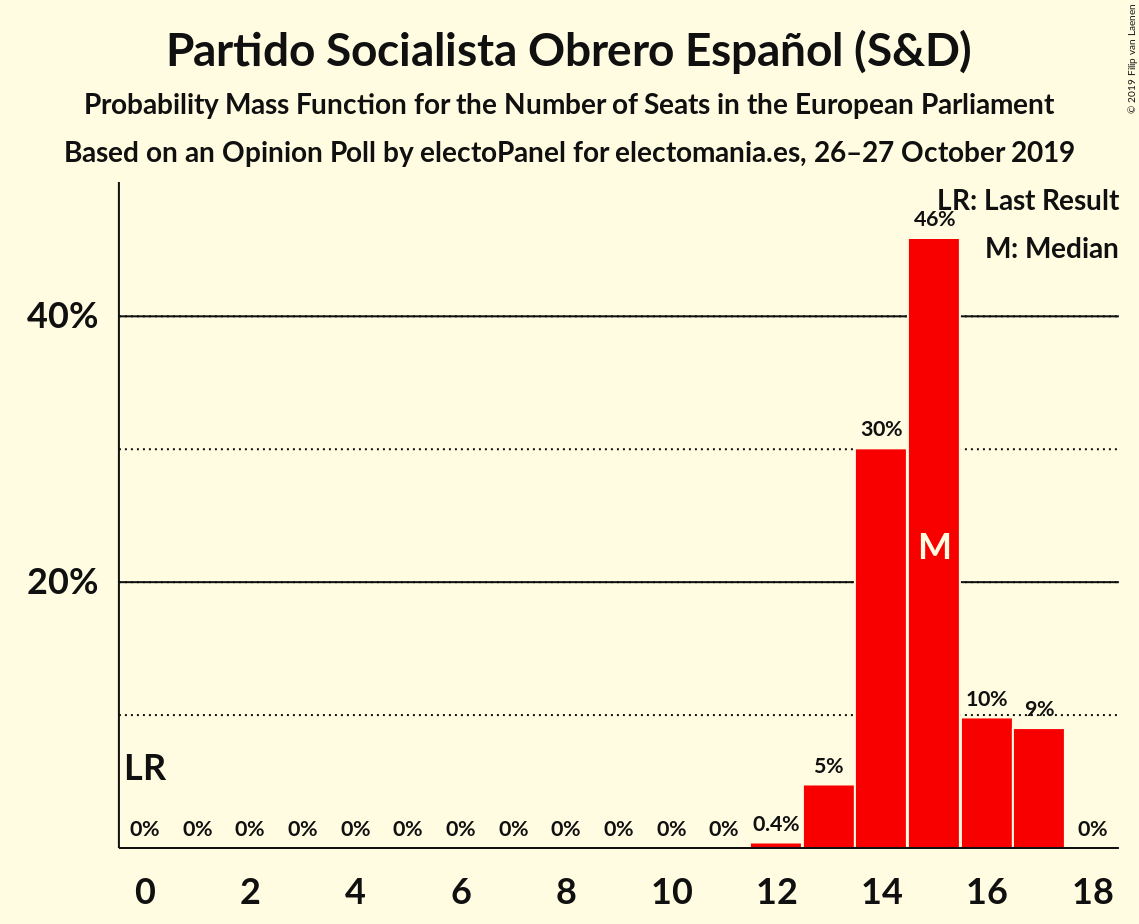 Partido Socialista Obrero Español (S&D)
Probability Mass Function for the Number of Seats in the European Parliament
Based on an Opinion Poll by electoPanel for electomania.es, 26–27 October 2019
© 2019 Filip van Laenen
LR: Last Result
M: Median
46%
40%
30%
M
20%
10%
9%
LR
5%
0% 0% 0% 0% 0% 0% 0% 0% 0% 0% 0% 0% 0.4% 0%
0 2 4 6 8 10 12 14 16 18